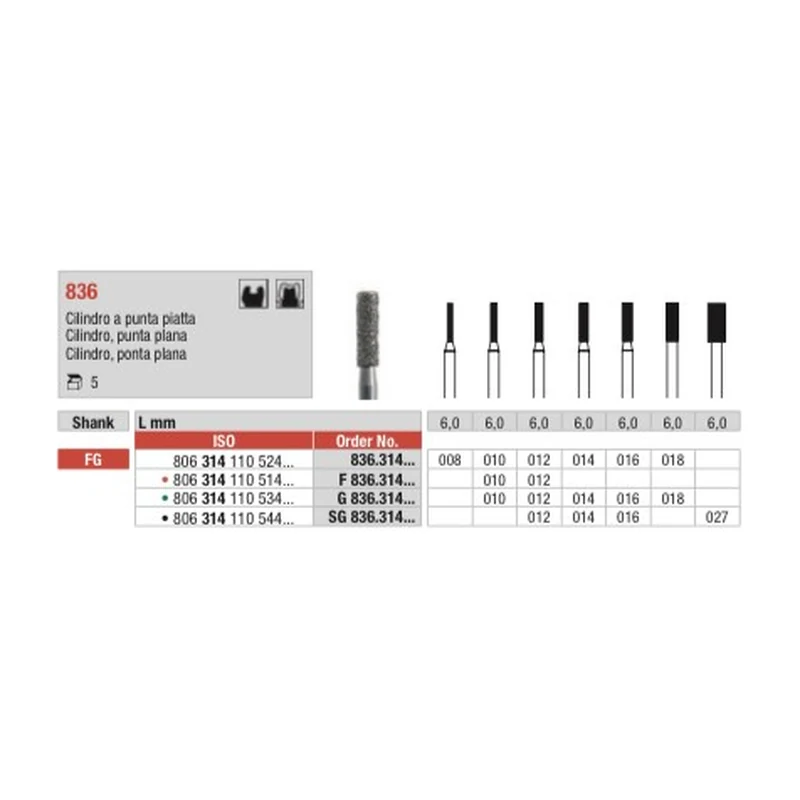 836
Cilindro a punta piatta
Cilindro, punta plana
Cilindro, ponta plana
5
Shank L mm 6,0 6,0 6,0 6,0 6,0 6,0 6,0
ISO Order No.
FG 806 314 110 524... 836.314... 008 010 012 014 016 018
806 314 110 514... F 836.314... 010 012
806 314 110 534... G 836.314... 010 012 014 016 018
806 314 110 544... SG 836.314... 012 014 016 027